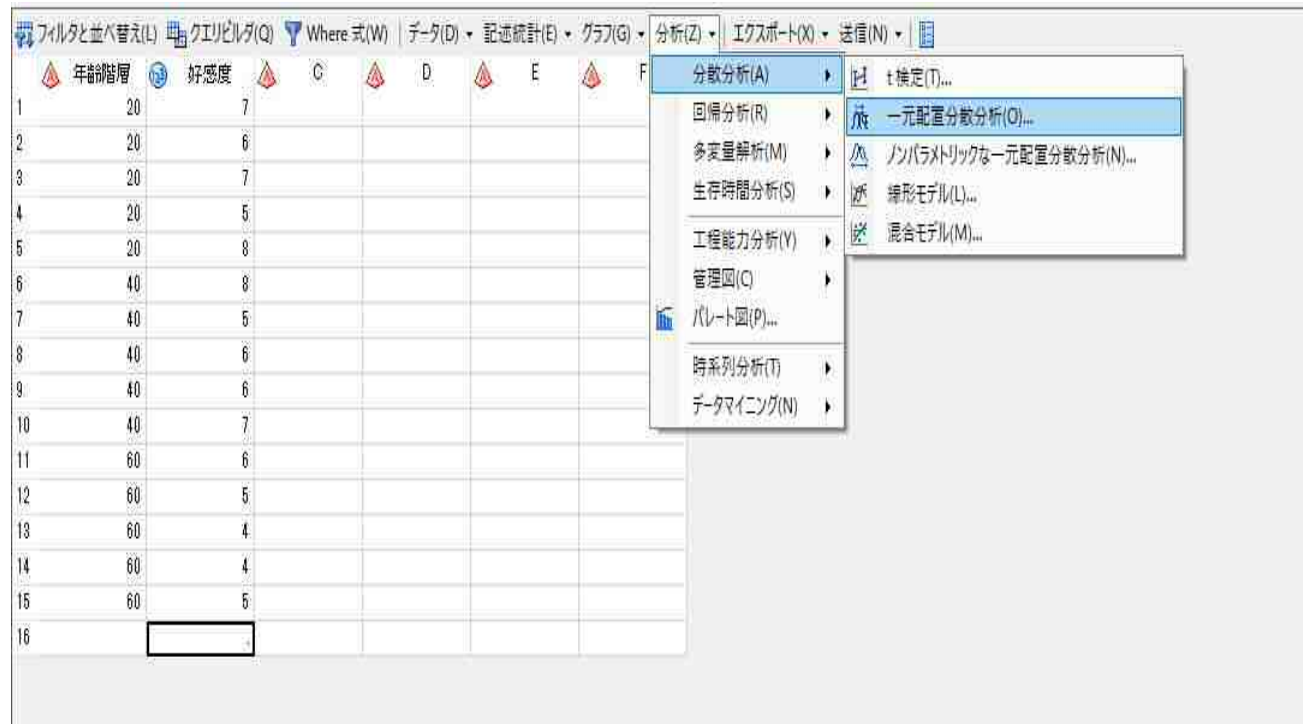 フィルタと並べ替え(L) クエリビルダ(Q) Where 式(W) データ(D) 記述統計(E) グラフ(G) 分析(Z) エクスポート(X) 送信(N)
年齢階層 好感度 C D E F
1 20 7
2 20 6
3 20 7
4 20 5
5 20 8
6 40 8
7 40 5
8 40 6
9 40 6
10 40 7
11 60 6
12 60 5
13 60 4
14 60 4
15 60 5
16 .
分散分析(A)
回帰分析(R)
多変量解析(M)
生存時間分析(S)
工程能力分析(Y)
管理図(C)
パレート図(P)...
時系列分析(T)
データマイニング(N)
t 検定(T)...
一元配置分散分析(O)...
ノンパラメトリックな一元配置分散分析(N)...
線形モデル(L)...
混合モデル(M)...